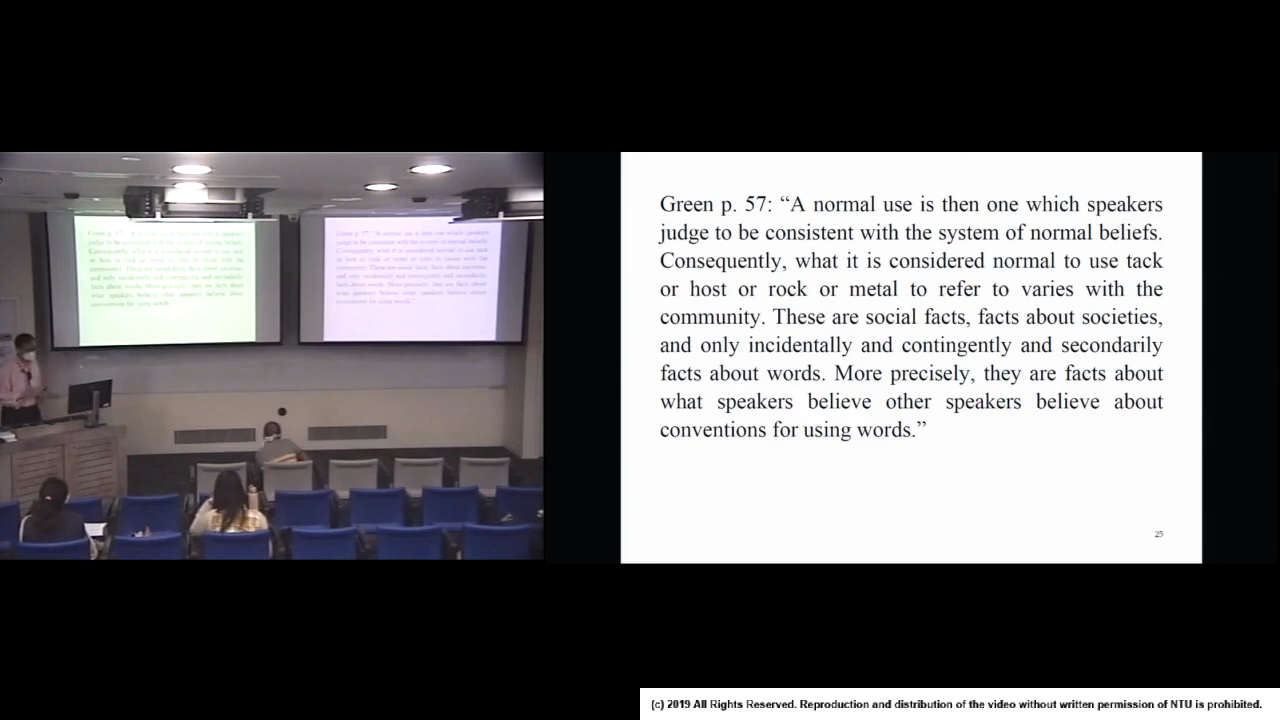 Green p. 57: “A normal use is then one which speakers
judge to be consistent with the system of normal beliefs.
Consequently, what it is considered normal to use tack
or host or rock or metal to refer to varies with the
community. These are social facts, facts about societies,
and only incidentally and contingently and secondarily
facts about words. More precisely, they are facts about
what speakers believe other speakers believe about
conventions for using words.”
25
(c) 2019 All Rights Reserved. Reproduction and distribution of the video without written permission of NTU is prohibited.